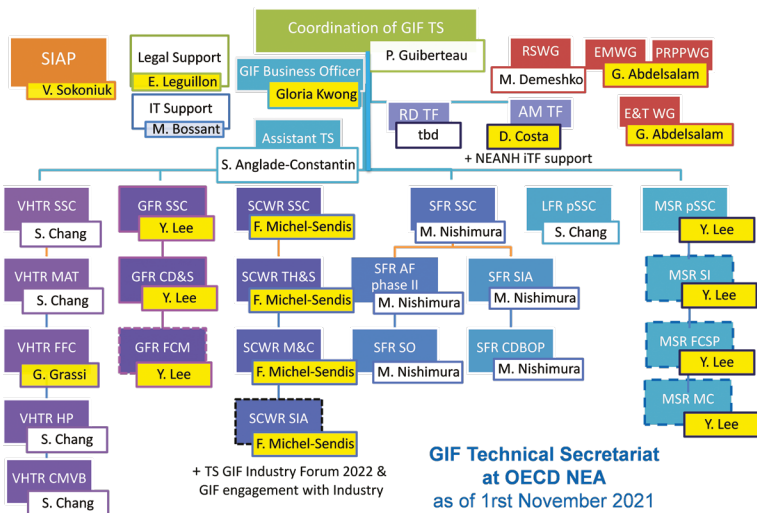 Coordination of GIF TS
P. Guiberteau
SIAP
V. Sokoniuk
Legal Support
E. Leguillon
IT Support
M. Bossant
GIF Business Officer
Gloria Kwong
RSWG
M. Demeshko
EMWG
PRPPWG
G. Abdelsalam
RD TF
tbd
AM TF
D. Costa
+ NEANH iTF support
E&T WG
G. Abdelsalam
Assistant TS
S. Anglade-Constantin
VHTR SSC
S. Chang
VHTR MAT
S. Chang
VHTR FFC
G. Grassi
VHTR HP
S. Chang
VHTR CMVB
S. Chang
GFR SSC
Y. Lee
GFR CD&S
Y. Lee
GFR FCM
Y. Lee
SCWR SSC
F. Michel-Sendis
SCWR TH&S
F. Michel-Sendis
SCWR M&C
F. Michel-Sendis
SCWR SIA
F. Michel-Sendis
+ TS GIF Industry Forum 2022 &
GIF engagement with Industry
SFR SSC
M. Nishimura
SFR AF
phase II
M. Nishimura
SFR SO
M. Nishimura
SFR SIA
M. Nishimura
SFR CDBOP
M. Nishimura
LFR pSSC
S. Chang
MSR pSSC
Y. Lee
MSR SI
Y. Lee
MSR FCSP
Y. Lee
MSR MC
Y. Lee
GIF Technical Secretariat
at OECD NEA
as of 1rst November 2021